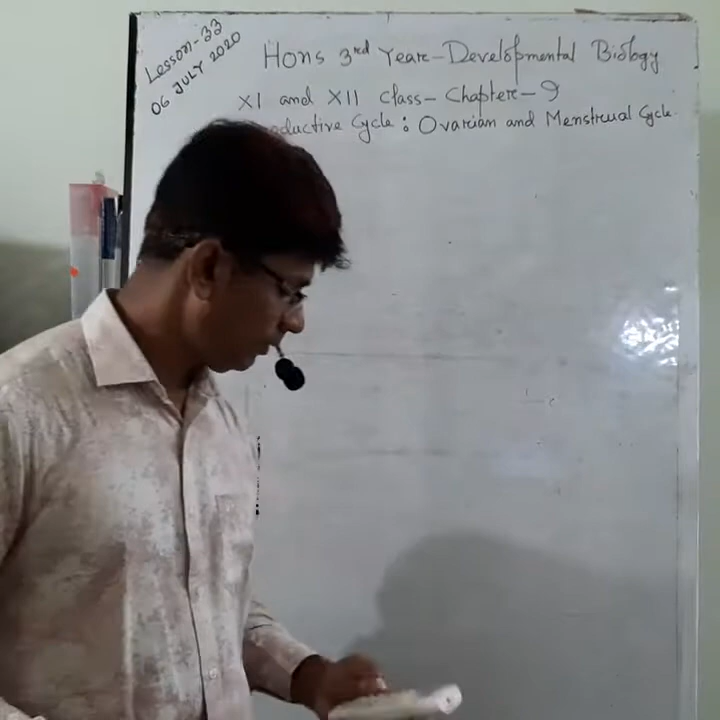 Lesson-33
06 JULY 2020
Hons 3rd Year-Developmental Biology
XI and XII Class- Chapter-9
oductive Cycle : Ovarian and Menstrual Cycle.